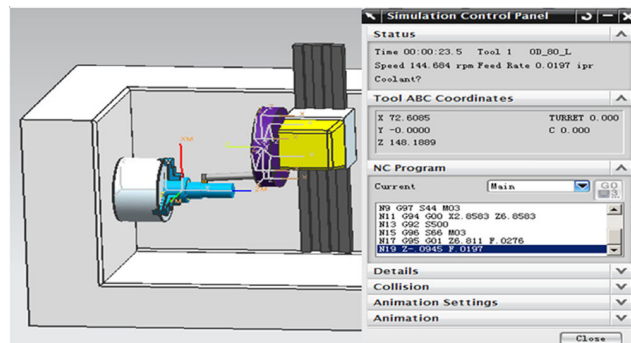 Simulation Control Panel
Status
Time 00:00:23.5 Tool 1 OD_80_L
Speed 144.684 rpm Feed Rate 0.0197 ipr
Coolant?
Tool ABC Coordinates
X 72.6085 TURRET 0.000
Y -0.0000 C 0.000
Z 148.1889
NC Program
Current Main GO
N9 G97 S44 M03
N11 G94 G00 X2.8583 Z6.8583
N13 G92 S500
N15 G96 S66 M03
N17 G95 G01 Z6.811 F.0276
N19 Z-.0945 F.0197
Details
Collision
Animation Settings
Animation
Close
XM